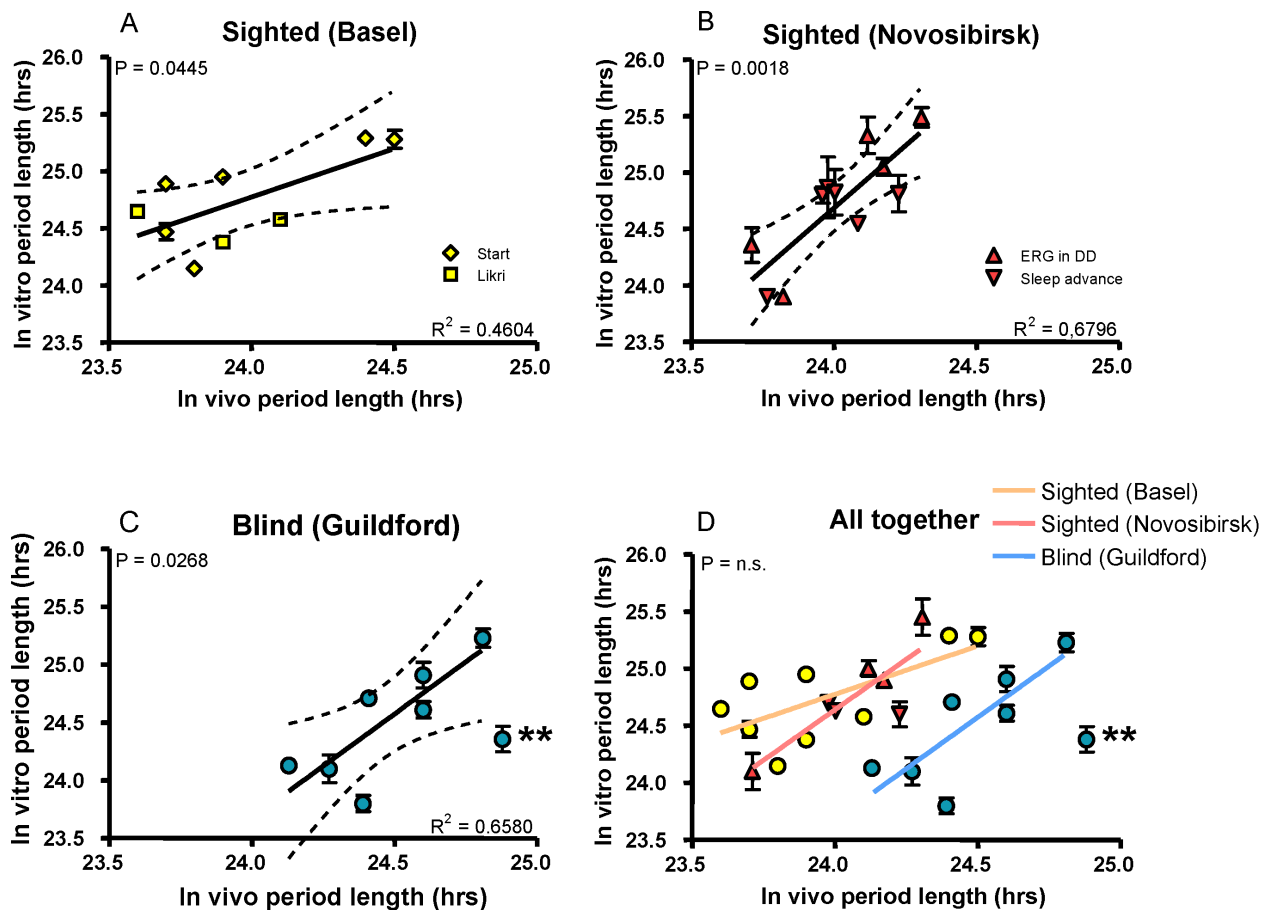 A
Sighted (Basel)
P = 0.0445
In vitro period length (hrs)
26.0
25.5
25.0
24.5
24.0
23.5
Start
Likri
R2 = 0.4604
23.5 24.0 24.5 25.0
In vivo period length (hrs)
B
Sighted (Novosibirsk)
P = 0.0018
In vitro period length (hrs)
26.0
25.5
25.0
24.5
24.0
23.5
ERG in DD
Sleep advance
R2 = 0,6796
23.5 24.0 24.5 25.0
In vivo period length (hrs)
C
Blind (Guildford)
P = 0.0268
In vitro period length (hrs)
26.0
25.5
25.0
24.5
24.0
23.5
**
R2 = 0.6580
23.5 24.0 24.5 25.0
In vivo period length (hrs)
D
All together
Sighted (Basel)
Sighted (Novosibirsk)
Blind (Guildford)
P = n.s.
In vitro period length (hrs)
26.0
25.5
25.0
24.5
24.0
23.5
**
23.5 24.0 24.5 25.0
In vivo period length (hrs)